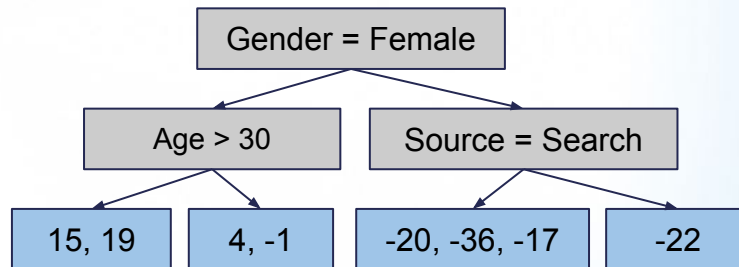 Gender = Female
Age > 30
Source = Search
15, 19
4, -1
-20, -36, -17
-22